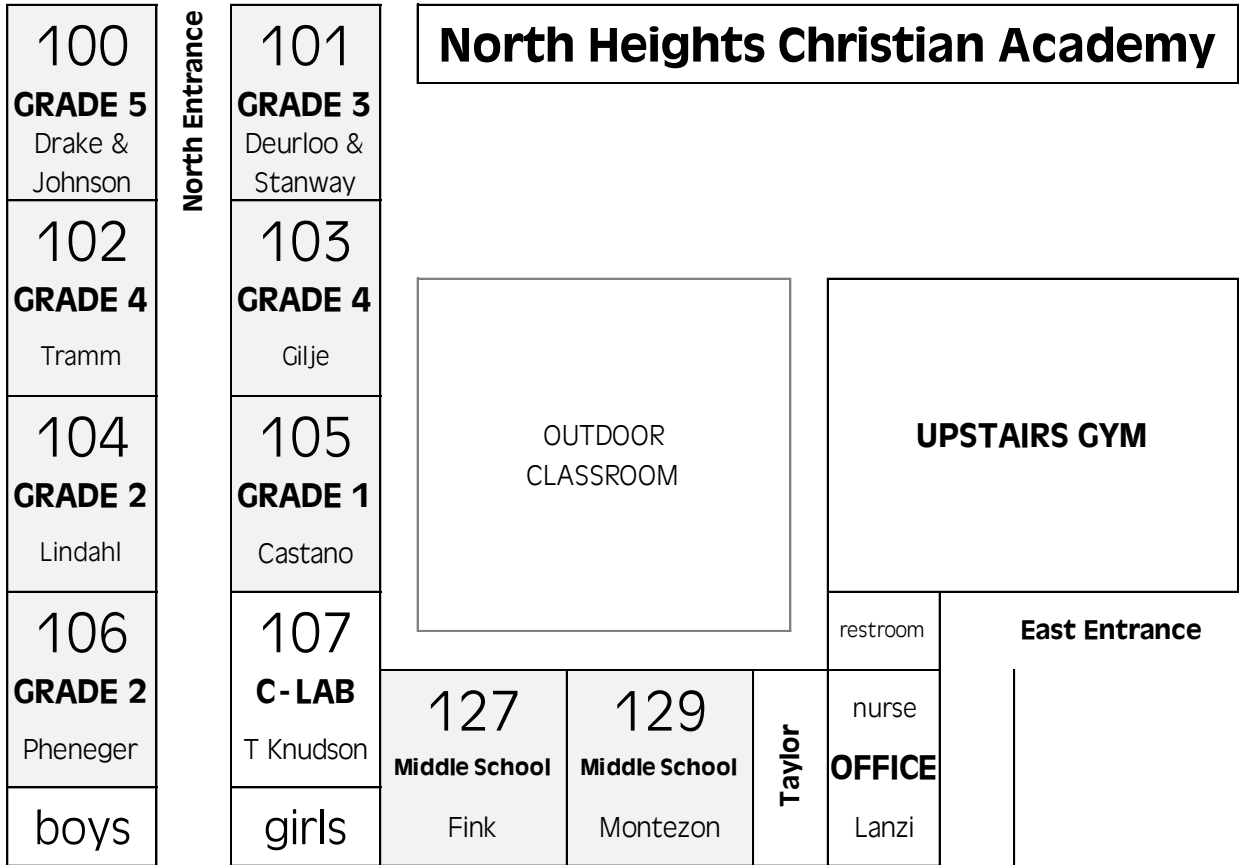 North Heights Christian Academy
100
GRADE 5
Drake &
Johnson
North Entrance
101
GRADE 3
Deurloo &
Stanway
102
GRADE 4
Tramm
103
GRADE 4
Gilje
104
GRADE 2
Lindahl
105
GRADE 1
Castano
OUTDOOR
CLASSROOM
UPSTAIRS GYM
106
GRADE 2
Pheneger
107
C-LAB
T Knudson
restroom
East Entrance
127
Middle School
Fink
129
Middle School
Montezon
Taylor
nurse
OFFICE
Lanzi
boys
girls